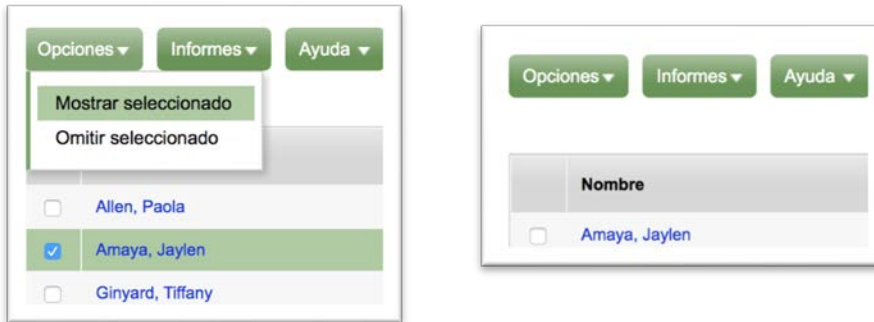 Opciones Informes Ayuda
Mostrar seleccionado
Omitir seleccionado
Allen, Paola
Amaya, Jaylen
Ginyard, Tiffany
Opciones Informes Ayuda
Nombre
Amaya, Jaylen